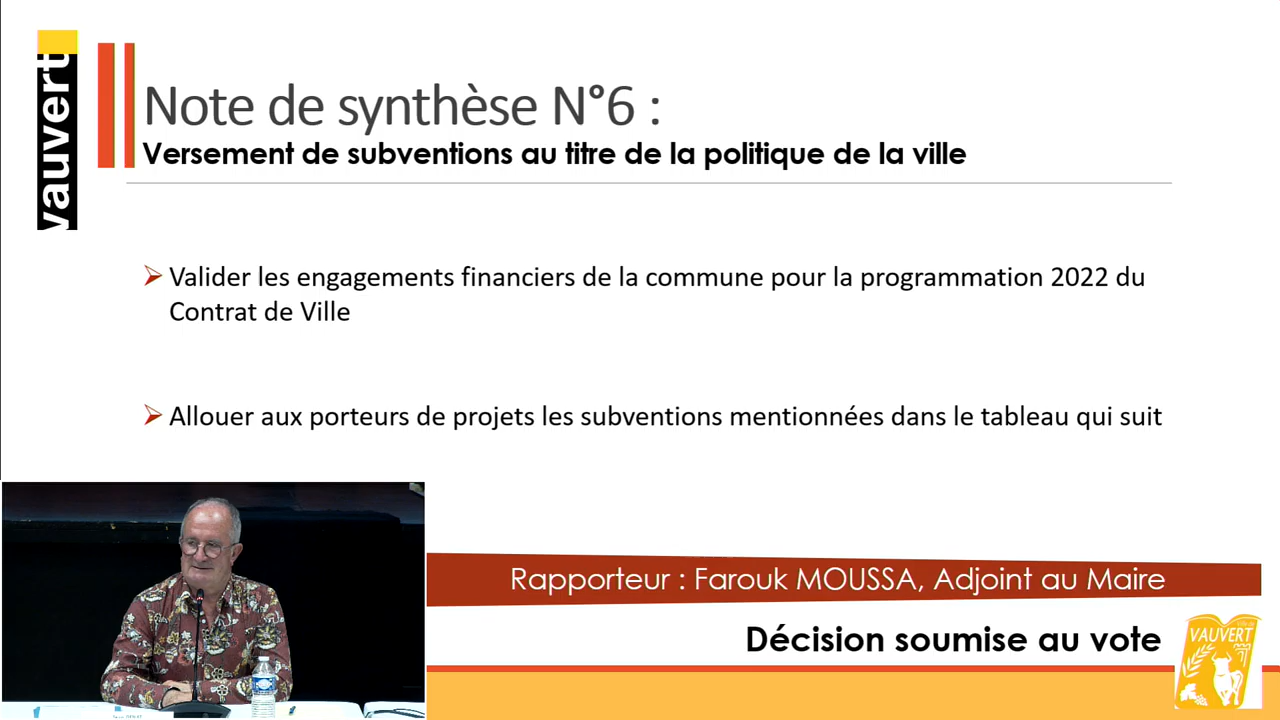 vauvert
Note de synthèse N°6 :
Versement de subventions au titre de la politique de la ville
Valider les engagements financiers de la commune pour la programmation 2022 du
Contrat de Ville
Allouer aux porteurs de projets les subventions mentionnées dans le tableau qui suit
Rapporteur : Farouk MOUSSA, Adjoint au Maire
Décision soumise au vote
VAUVERT